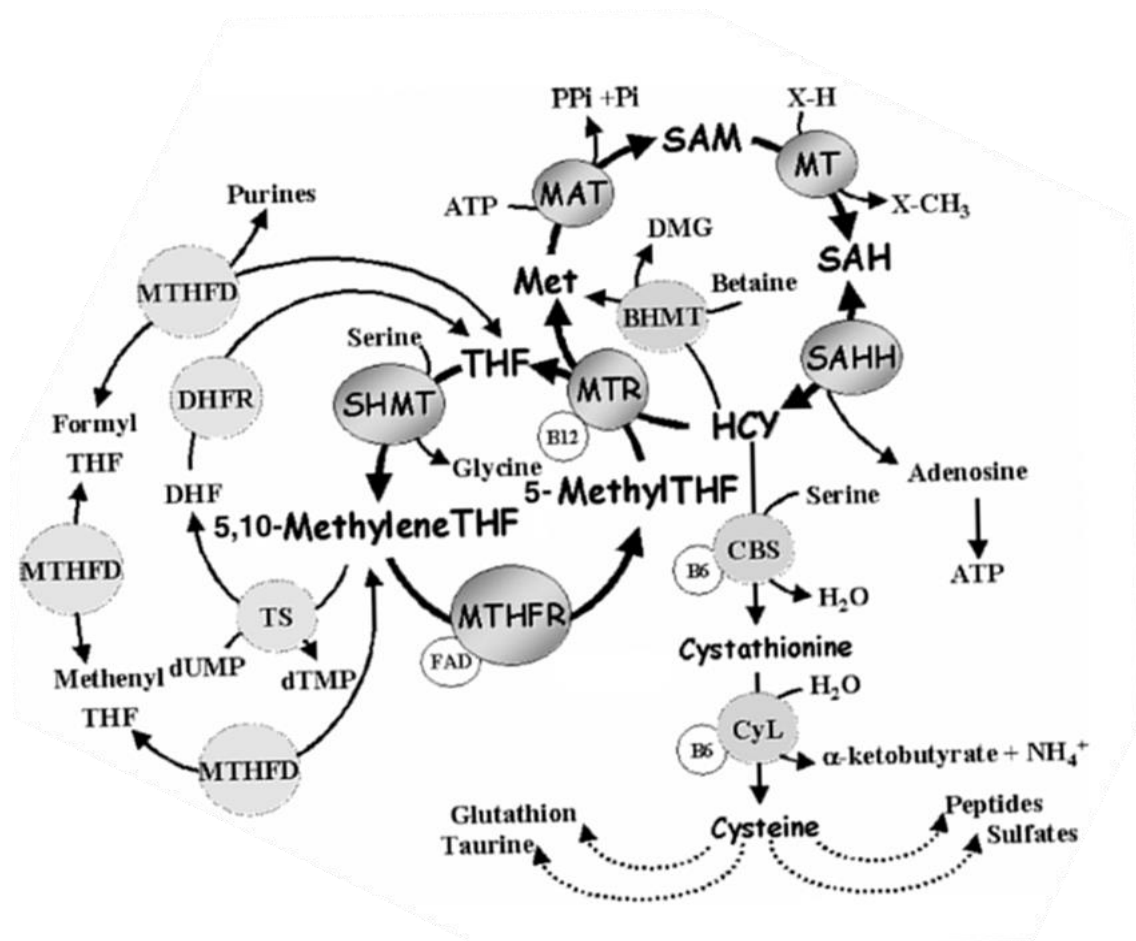 PPi +Pi
X-H
SAM
MT
MAT
ATP
X-CH3
Purines
DMG
SAH
MTHFD
Met
Betaine
BHMT
Serine
THF
SAHH
DHFR
SHMT
MTR
Formyl
THF
B12
HCY
Glycine
Adenosine
DHF
5- MethylTHF
Serine
5,10-MethyleneTHF
CBS
B6
MTHFD
ATP
H2O
TS
MTHFR
FAD
Cystathionine
Methenyl
THF
dUMP
dTMP
H2O
CyL
B6
MTHFD
α-ketobutyrate + NH4+
Glutathion
Taurine
Cysteine
Peptides
Sulfates